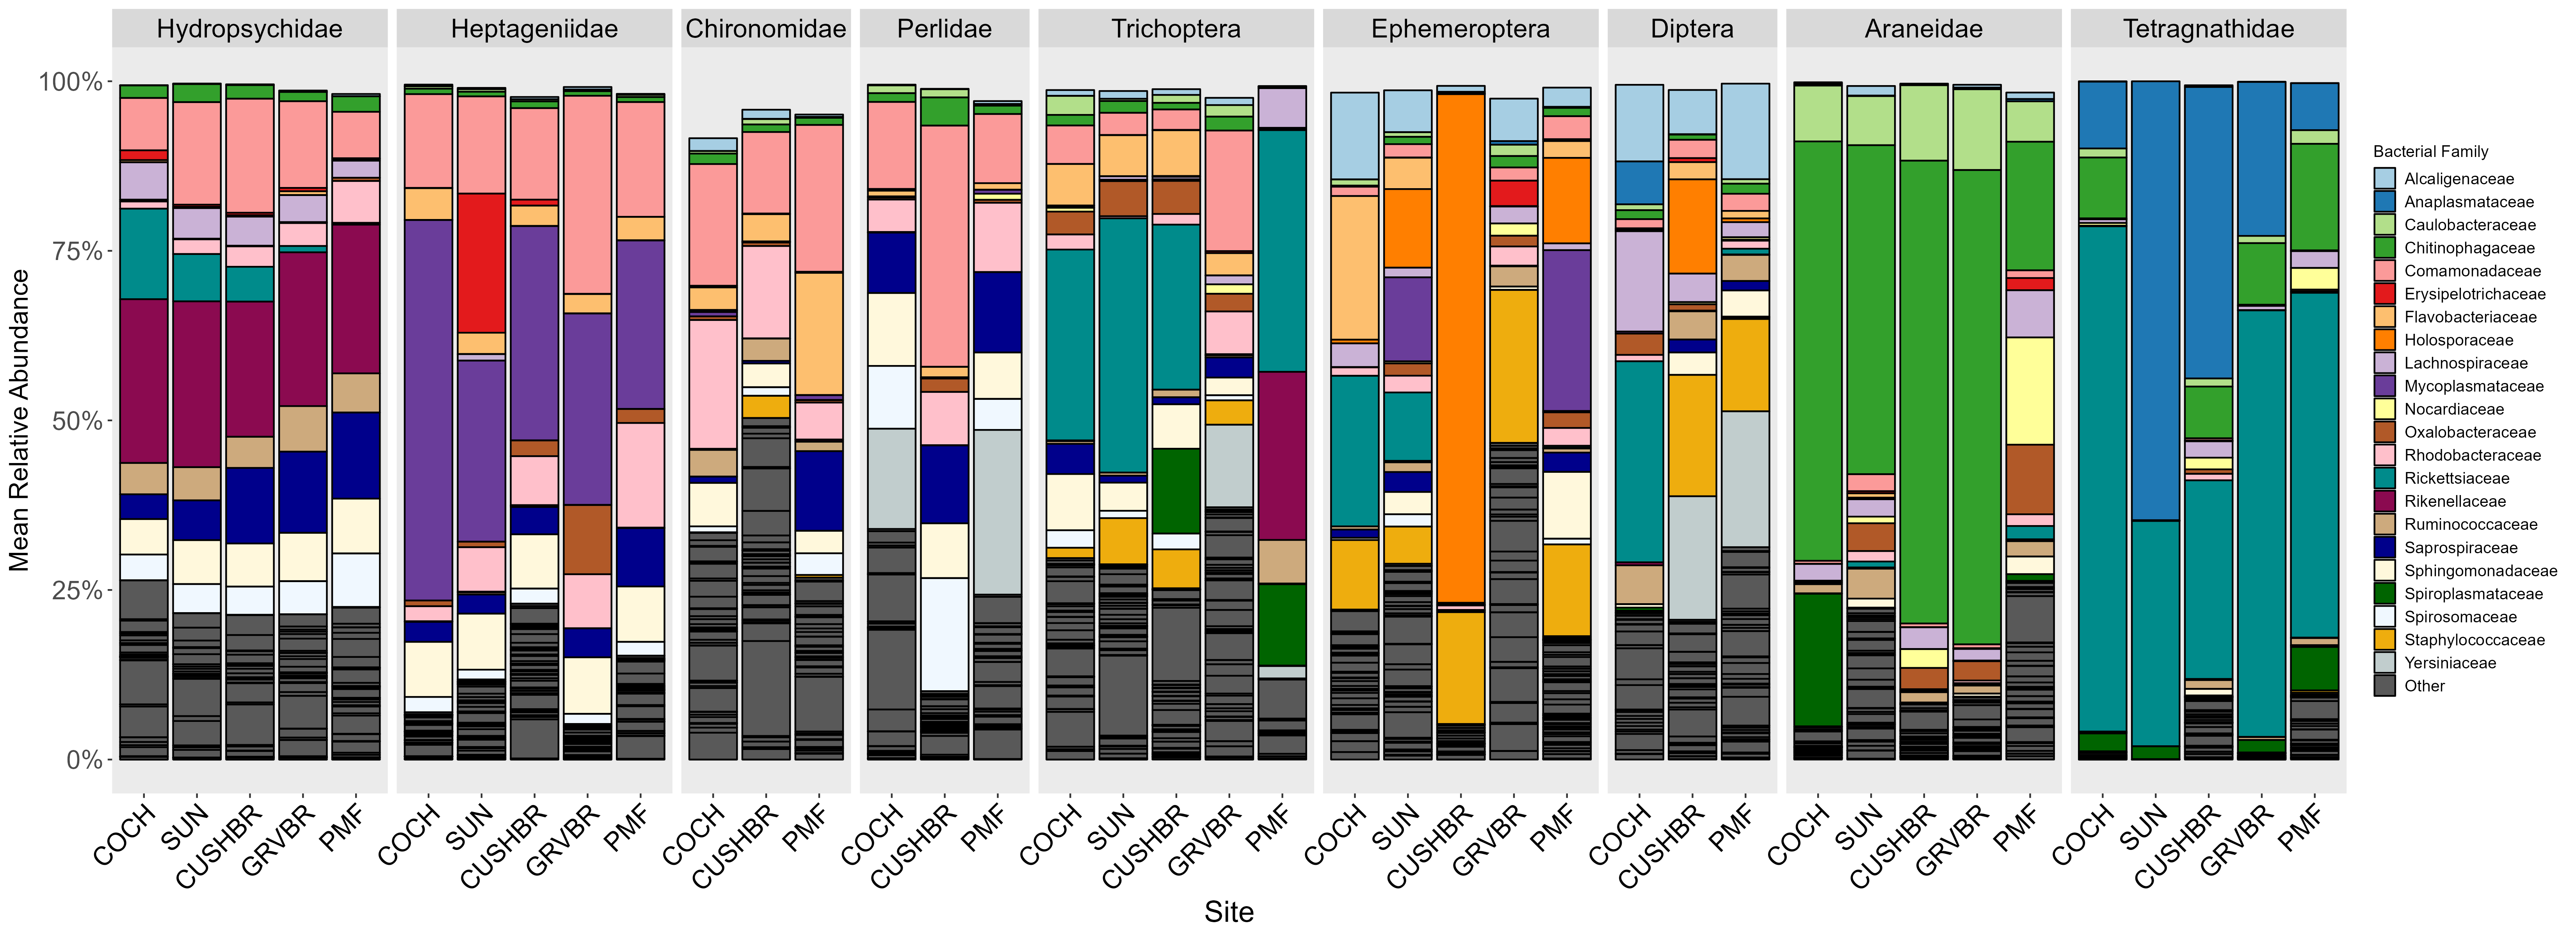 Hydropsychidae Heptageniidae Chironomidae Perlidae Trichoptera Ephemeroptera Diptera Araneidae Tetragnathidae
Mean Relative Abundance
100%
75%
50%
25%
0%
COCH SUN CUSHBR GRVBR PMF COCH SUN CUSHBR GRVBR PMF COCH CUSHBR PMF COCH CUSHBR PMF COCH SUN CUSHBR GRVBR PMF COCH SUN CUSHBR GRVBR PMF COCH CUSHBR PMF COCH SUN CUSHBR GRVBR PMF COCH SUN CUSHBR GRVBR PMF
Site
Bacterial Family
Alcaligenaceae
Anaplasmataceae
Caulobacteraceae
Chitinophagaceae
Comamonadaceae
Erysipelotrichaceae
Flavobacteriaceae
Holosporaceae
Lachnospiraceae
Mycoplasmataceae
Nocardiaceae
Oxalobacteraceae
Rhodobacteraceae
Rickettsiaceae
Rikenellaceae
Ruminococcaceae
Saprospiraceae
Sphingomonadaceae
Spiroplasmataceae
Spirosomaceae
Staphylococcaceae
Yersiniaceae
Other